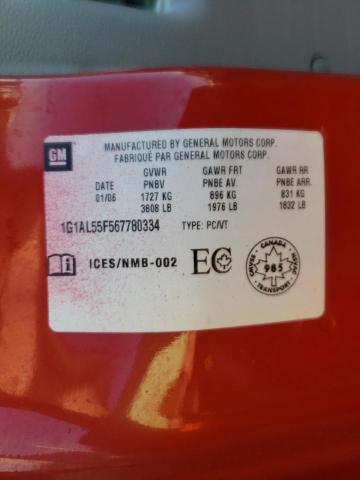 GM
MANUFACTURED BY GENERAL MOTORS CORP.
FABRIQUÉ PAR GENERAL MOTORS CORP.
GVWR GAWR FRT GAWR RR
DATE PNBV PNBE AV. PNBE ARR.
01/06 1727 KG 896 KG 831 KG
3808 LB 1976 LB 1832 LB
1G1AL55F567780334 TYPE: PC/VT
i ICES/NMB-002 EC CANADA
985
TRANSPORT